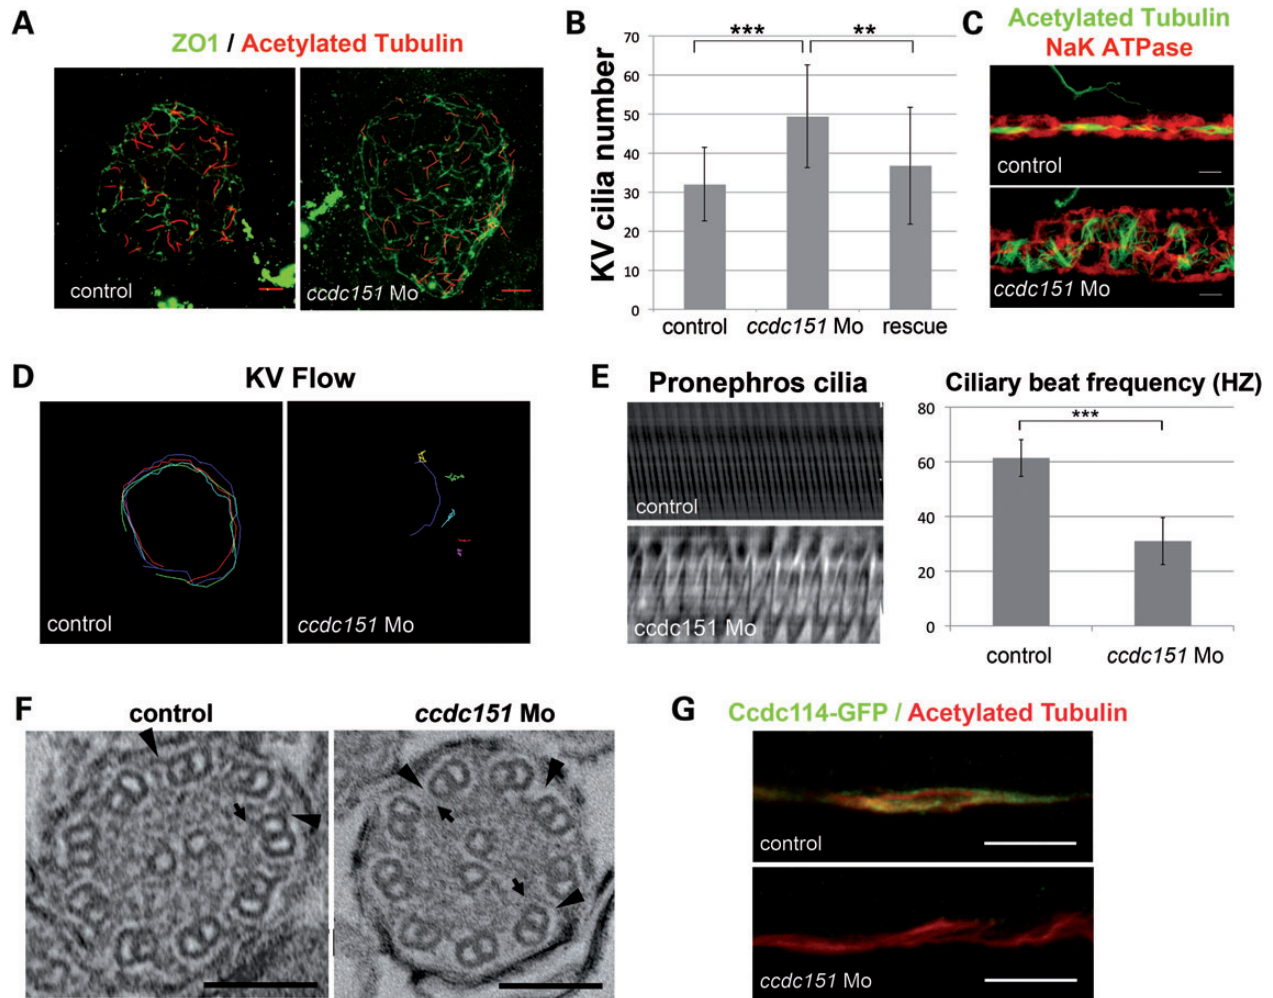 A
ZO1 / Acetylated Tubulin
control
ccdc151 Mo
B
KV cilia number
70
60
50
40
30
20
10
0
***
**
control
ccdc151 Mo
rescue
C
Acetylated Tubulin
NaK ATPase
control
ccdc151 Mo
D
KV Flow
control
ccdc151 Mo
E
Pronephros cilia
control
ccdc151 Mo
Ciliary beat frequency (HZ)
80
60
40
20
0
***
control
ccdc151 Mo
F
control
ccdc151 Mo
G
Ccdc114-GFP / Acetylated Tubulin
control
ccdc151 Mo